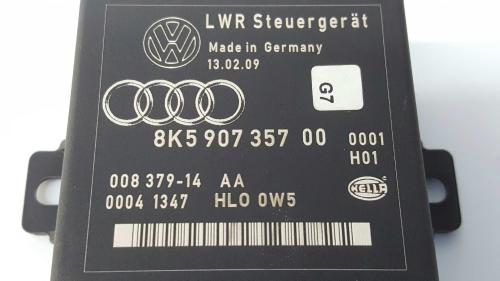 LWR Steuergerät
Made in Germany
13.02.09
G7
8K5 907 357 00 0001
H01
008 379-14 AA
0004 1347 HLO 0W5
HELLA